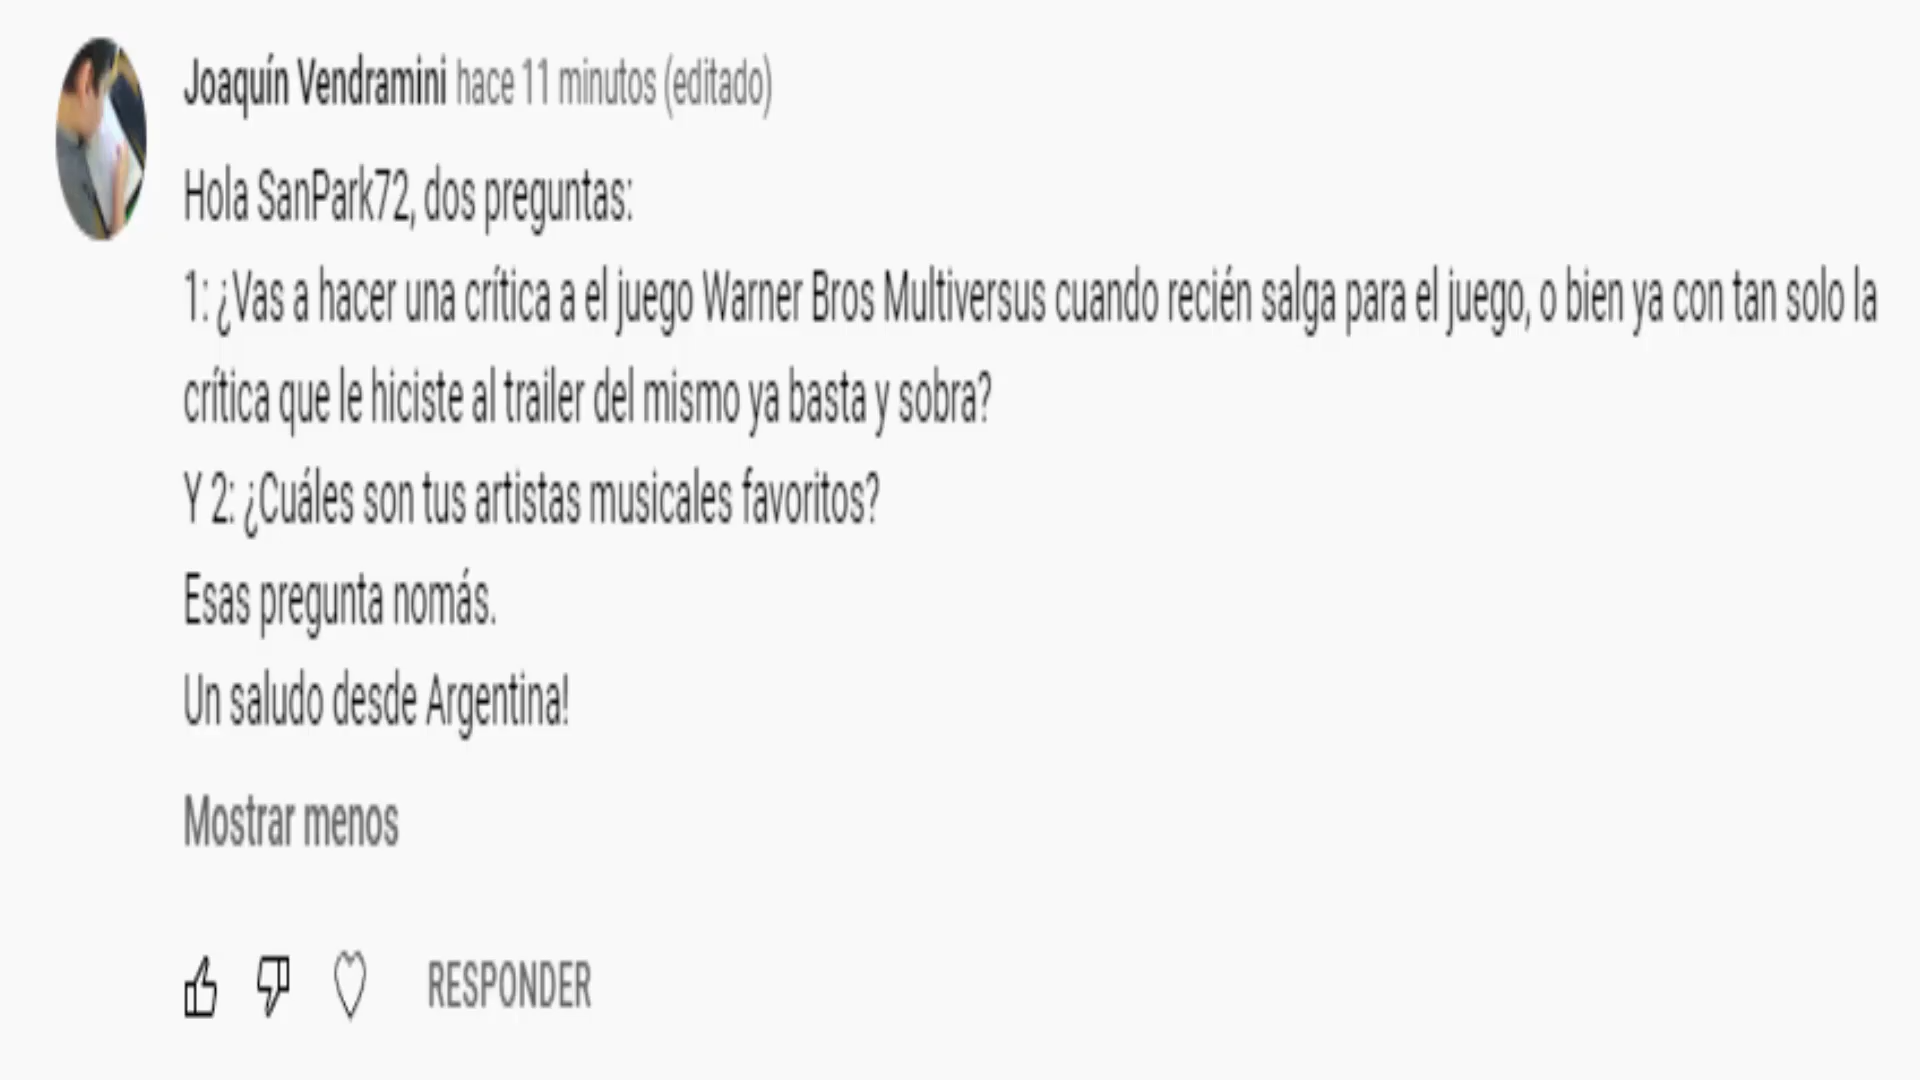 Joaquín Vendramini hace 11 minutos (editado)
Hola SanPark72, dos preguntas:
1: ¿Vas a hacer una crítica a el juego Warner Bros Multiversus cuando recién salga para el juego, o bien ya con tan solo la
crítica que le hiciste al trailer del mismo ya basta y sobra?
Y 2: ¿Cuáles son tus artistas musicales favoritos?
Esas pregunta nomás.
Un saludo desde Argentina!
Mostrar menos
RESPONDER